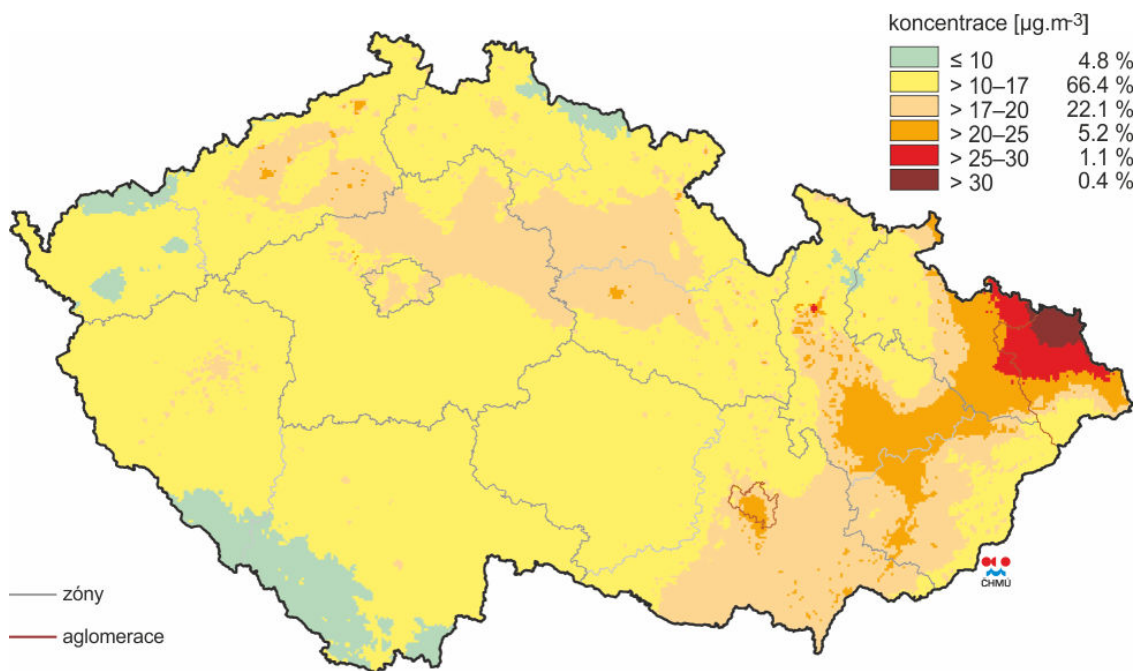 koncentrace [µg.m⁻³]
≤ 10 4.8 %
> 10–17 66.4 %
> 17–20 22.1 %
> 20–25 5.2 %
> 25–30 1.1 %
> 30 0.4 %
ČHMÚ
zóny
aglomerace